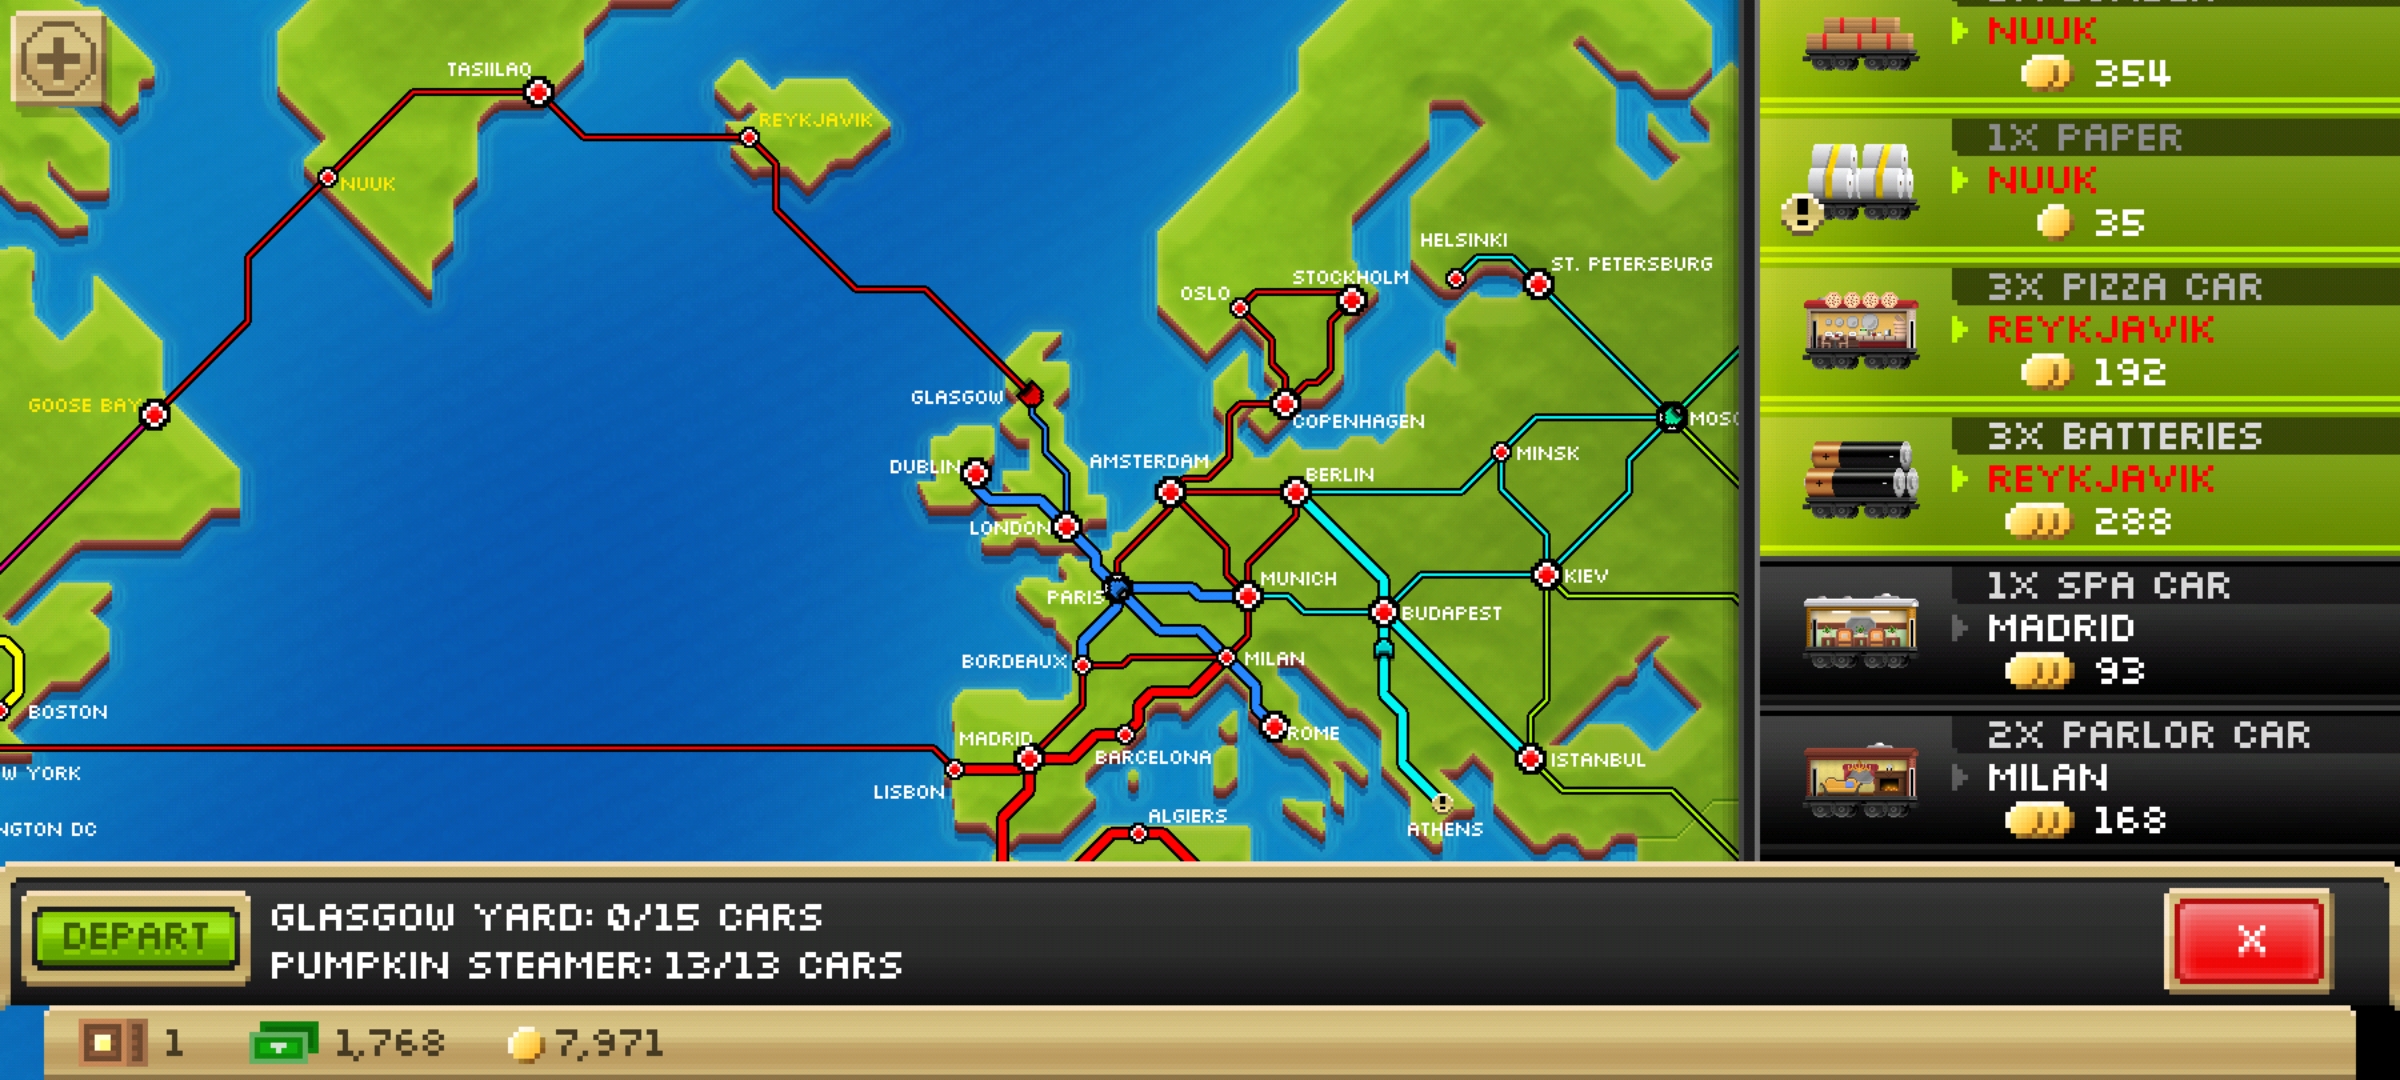 TASIILAQ
REYKJAVIK
NUUK
GOOSE BAY
BOSTON
W YORK
NGTON DC
HELSINKI
ST. PETERSBURG
STOCKHOLM
OSLO
GLASGOW
COPENHAGEN
MOSC
DUBLIN
AMSTERDAM
BERLIN
MINSK
LONDON
PARIS
MUNICH
KIEV
BUDAPEST
BORDEAUX
MILAN
MADRID
BARCELONA
ROME
ISTANBUL
LISBON
ALGIERS
ATHENS
NUUK
354
1X PAPER
NUUK
35
3X PIZZA CAR
REYKJAVIK
192
3X BATTERIES
REYKJAVIK
288
1X SPA CAR
MADRID
93
2X PARLOR CAR
MILAN
168
DEPART
GLASGOW YARD: 0/15 CARS
PUMPKIN STEAMER: 13/13 CARS
X
1
1,768
7,971